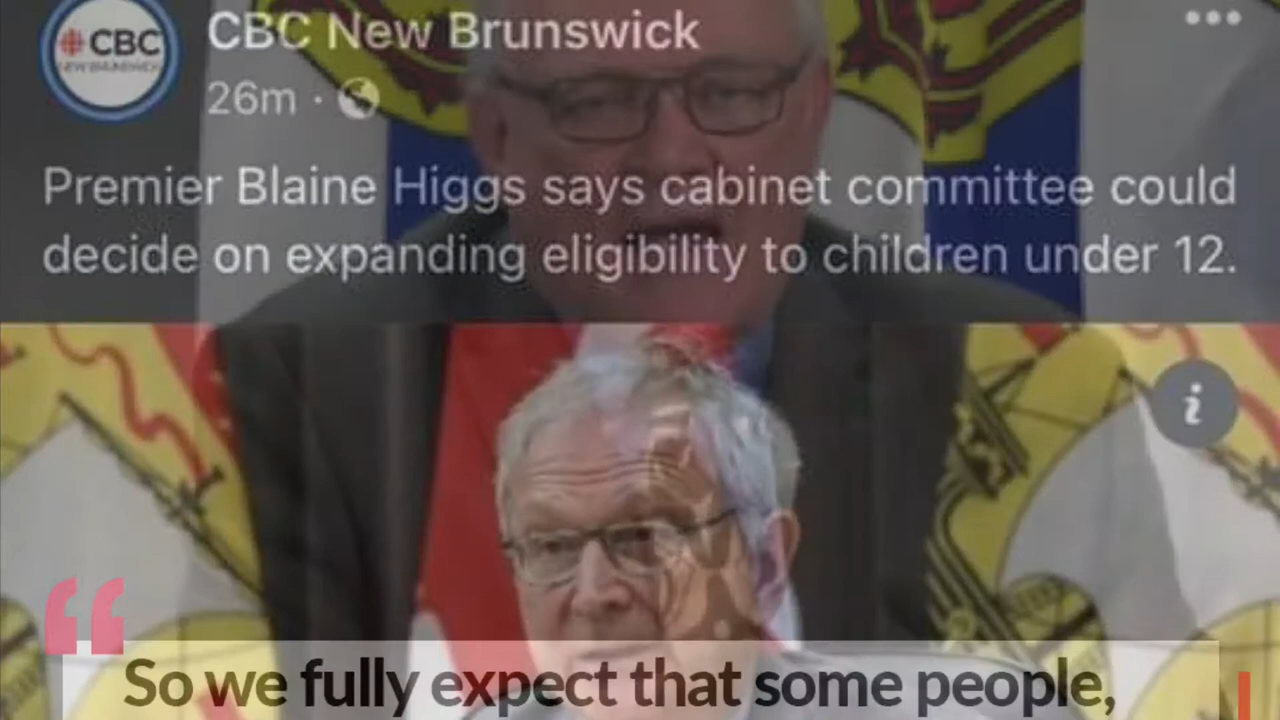 CBC New Brunswick
CBC
NEW BRUNSWICK
26m ·
Premier Blaine Higgs says cabinet committee could
decide on expanding eligibility to children under 12.
i
“
So we fully expect that some people,